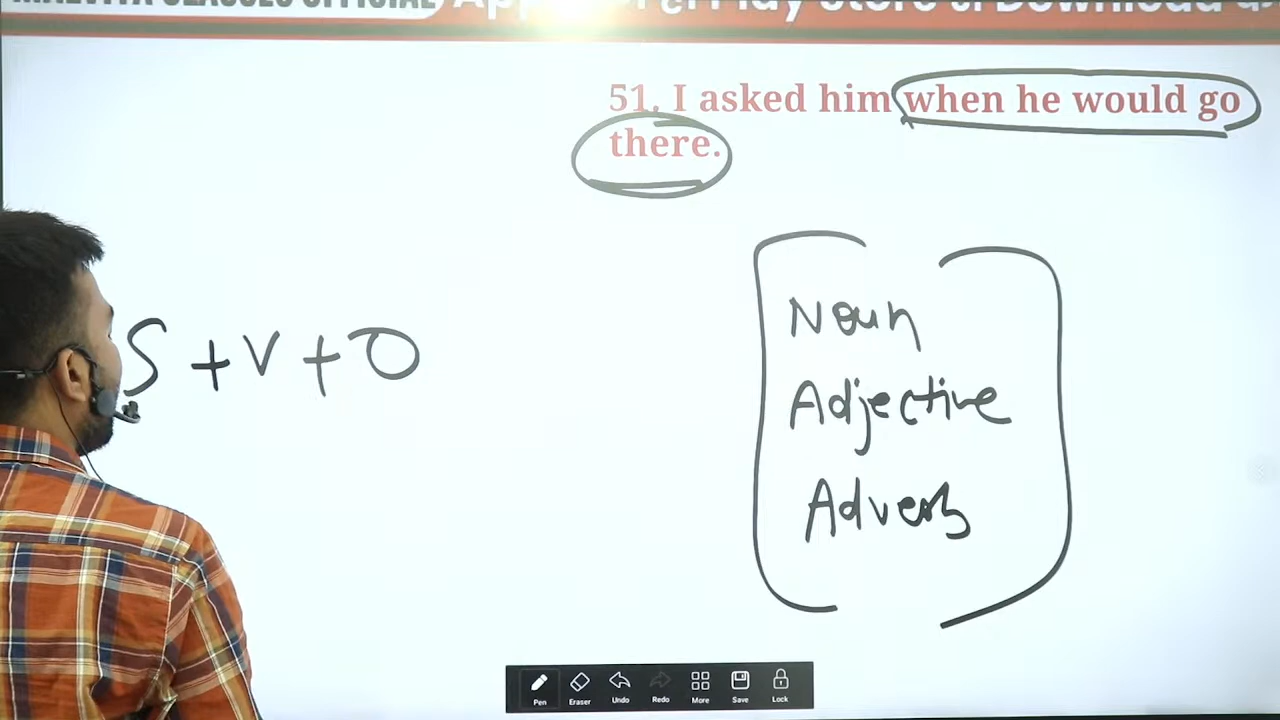 51. I asked him when he would go
there.
S + V + O
Noun
Adjective
Adverb
Pen Eraser Undo Redo More Save Lock